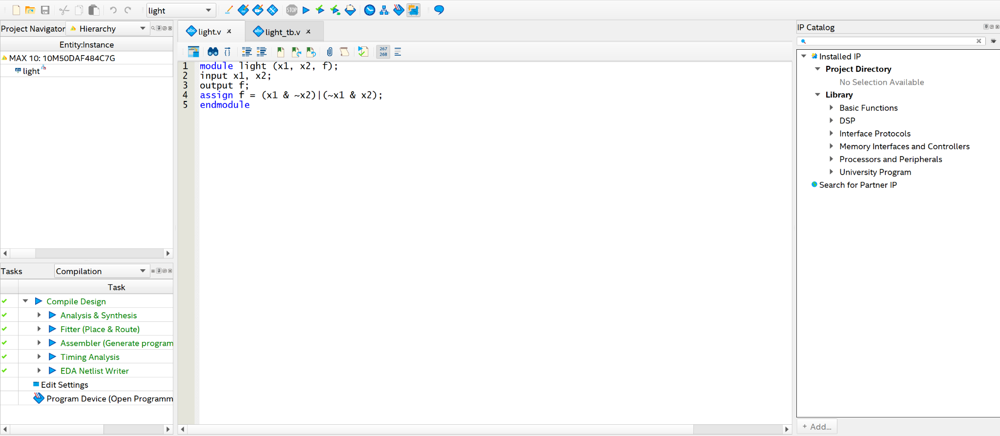 light
STOP
Project Navigator Hierarchy
Entity:Instance
MAX 10: 10M50DAF484C7G
light
Tasks Compilation
Task
Compile Design
Analysis & Synthesis
Fitter (Place & Route)
Assembler (Generate program
Timing Analysis
EDA Netlist Writer
Edit Settings
Program Device (Open Programm
abc light.v
abc light_tb.v
267
268
1 module light (x1, x2, f);
2 input x1, x2;
3 output f;
4 assign f = (x1 & ~x2)|(~x1 & x2);
5 endmodule
IP Catalog
Installed IP
Project Directory
No Selection Available
Library
Basic Functions
DSP
Interface Protocols
Memory Interfaces and Controllers
Processors and Peripherals
University Program
Search for Partner IP
+ Add...